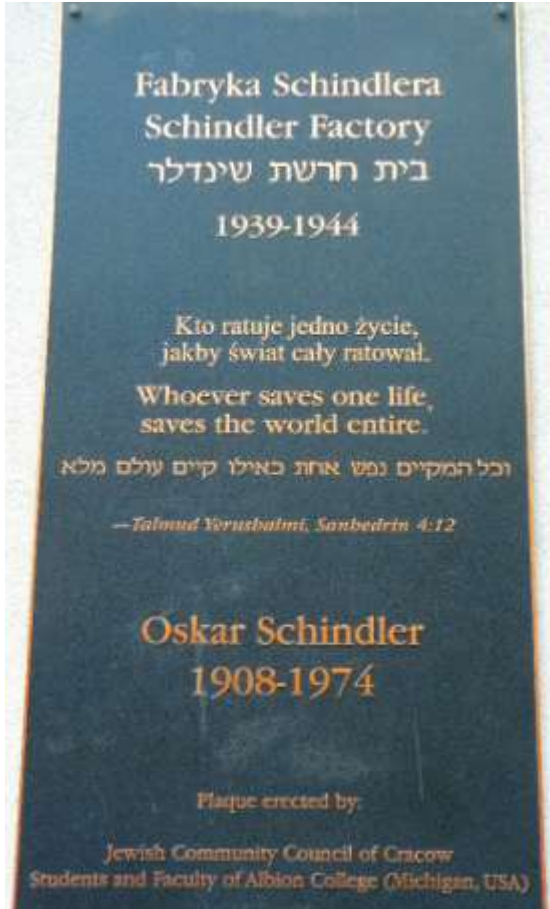 Fabryka Schindlera
Schindler Factory
בית חרשת שינדלר
1939-1944
Kto ratuje jedno życie,
jakby świat cały ratował.
Whoever saves one life,
saves the world entire.
וכל המקיים נפש אחת כאילו קיים עולם מלא
—Talmud Yerushalmi, Sanhedrin 4:12
Oskar Schindler
1908-1974
Plaque erected by:
Jewish Community Council of Cracow
Students and Faculty of Albion College (Michigan, USA)